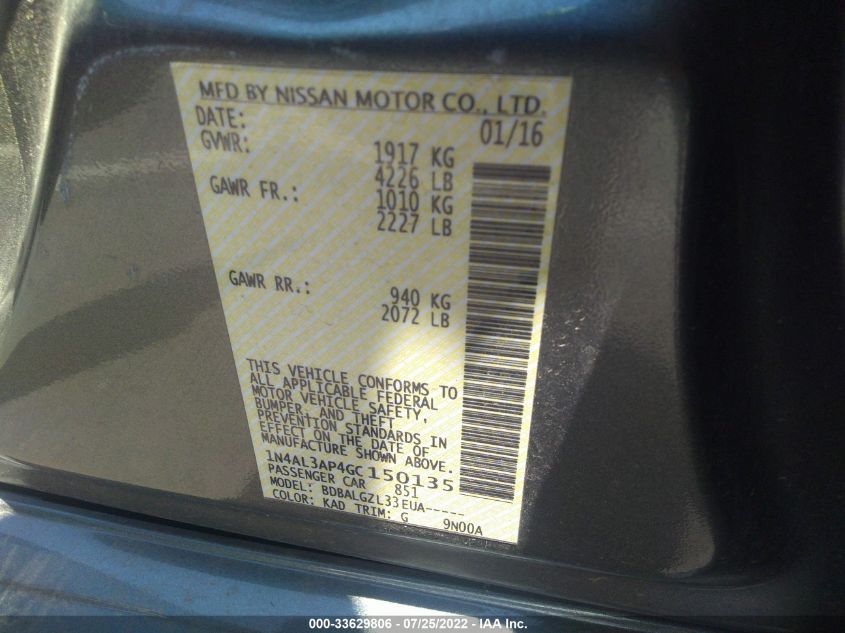 MFD BY NISSAN MOTOR CO., LTD.
DATE: 01/16
GVWR: 1917 KG
4226 LB
GAWR FR.: 1010 KG
2227 LB
GAWR RR.: 940 KG
2072 LB
THIS VEHICLE CONFORMS TO
ALL APPLICABLE FEDERAL
MOTOR VEHICLE SAFETY,
BUMPER, AND THEFT
PREVENTION STANDARDS IN
EFFECT ON THE DATE OF
MANUFACTURE SHOWN ABOVE.
1N4AL3AP4GC150135
PASSENGER CAR 851
MODEL: BDBALGZL33EUA-----
COLOR: KAD TRIM: G 9N00A
000-33629806 - 07/25/2022 - IAA Inc.